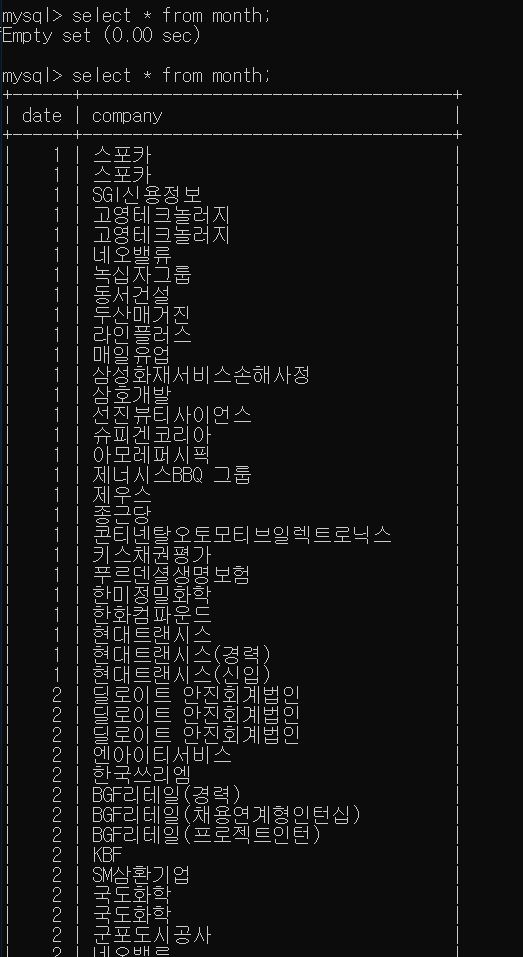 mysql> select * from month;
Empty set (0.00 sec)
mysql> select * from month;
+------+--------------------------------------+
| date | company |
+------+--------------------------------------+
| 1 | 스포카 |
| 1 | 스포카 |
| 1 | SGI신용정보 |
| 1 | 고영테크놀러지 |
| 1 | 고영테크놀러지 |
| 1 | 네오밸류 |
| 1 | 녹십자그룹 |
| 1 | 동서건설 |
| 1 | 두산매거진 |
| 1 | 라인플러스 |
| 1 | 매일유업 |
| 1 | 삼성화재서비스손해사정 |
| 1 | 삼호개발 |
| 1 | 선진뷰티사이언스 |
| 1 | 슈피겐코리아 |
| 1 | 아모레퍼시픽 |
| 1 | 제너시스BBQ 그룹 |
| 1 | 제우스 |
| 1 | 종근당 |
| 1 | 콘티넨탈오토모티브일렉트로닉스 |
| 1 | 키스채권평가 |
| 1 | 푸르덴셜생명보험 |
| 1 | 한미정밀화학 |
| 1 | 한화컴파운드 |
| 1 | 현대트랜시스 |
| 1 | 현대트랜시스(경력) |
| 1 | 현대트랜시스(신입) |
| 2 | 딜로이트 안진회계법인 |
| 2 | 딜로이트 안진회계법인 |
| 2 | 딜로이트 안진회계법인 |
| 2 | 엔아이티서비스 |
| 2 | 한국쓰리엠 |
| 2 | BGF리테일(경력) |
| 2 | BGF리테일(채용연계형인턴십) |
| 2 | BGF리테일(프로젝트인턴) |
| 2 | KBF |
| 2 | SM삼환기업 |
| 2 | 국도화학 |
| 2 | 국도화학 |
| 2 | 군포도시공사 |
| 2 | 네오밸류 |